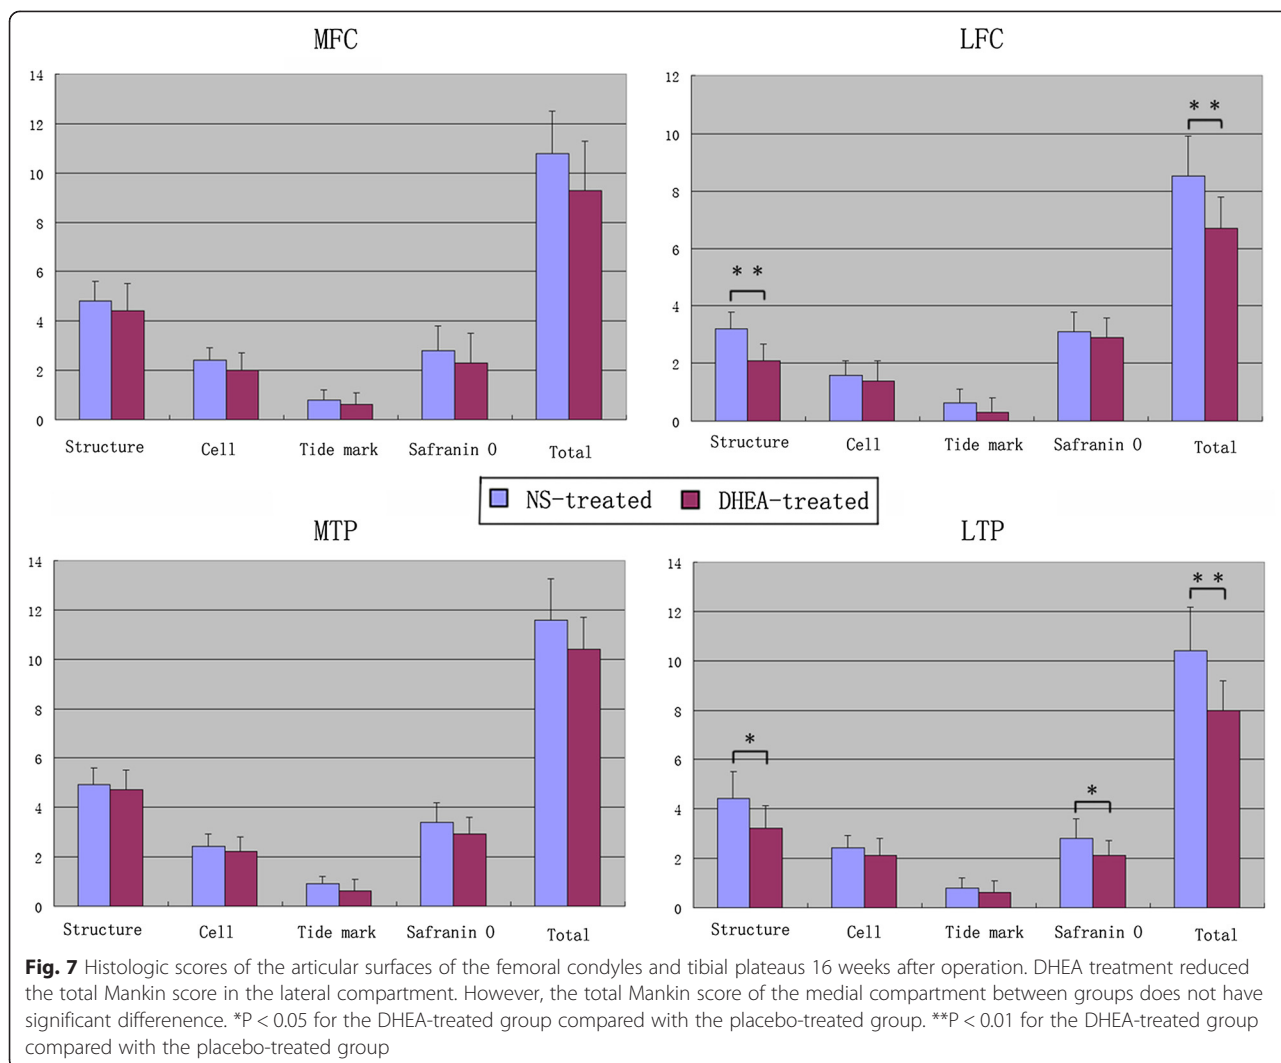 MFC
14
12
10
8
6
4
2
0
Structure Cell Tide mark Safranin O Total
LFC
12
10
8
6
4
2
0
* *
* *
Structure Cell Tide mark Safranin O Total
NS-treated DHEA-treated
MTP
14
12
10
8
6
4
2
0
Structure Cell Tide mark Safranin O Total
LTP
14
12
10
8
6
4
2
0
*
*
* *
Structure Cell Tide mark Safranin O Total
Fig. 7 Histologic scores of the articular surfaces of the femoral condyles and tibial plateaus 16 weeks after operation. DHEA treatment reduced
the total Mankin score in the lateral compartment. However, the total Mankin score of the medial compartment between groups does not have
significant differenence. *P < 0.05 for the DHEA-treated group compared with the placebo-treated group. **P < 0.01 for the DHEA-treated group
compared with the placebo-treated group